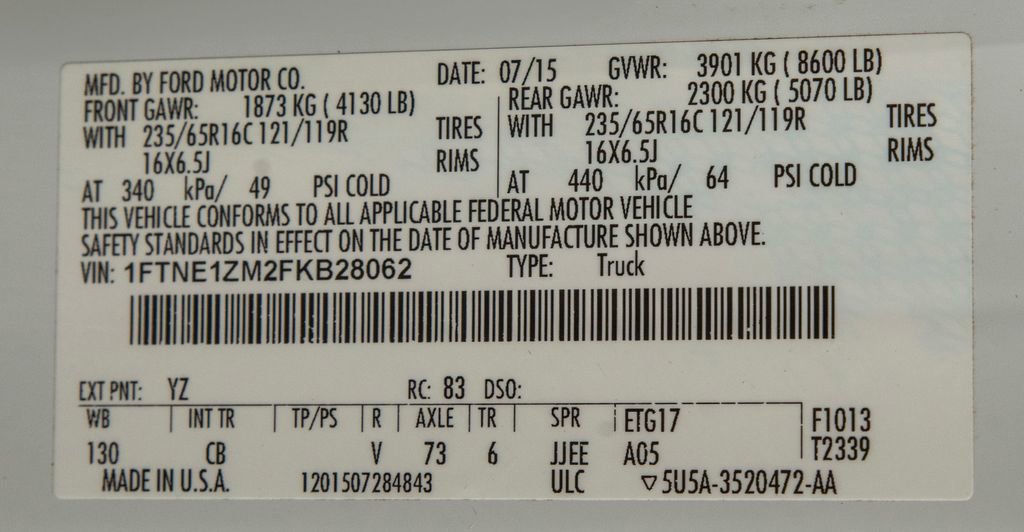 MFD. BY FORD MOTOR CO. DATE: 07/15 GVWR: 3901 KG ( 8600 LB)
FRONT GAWR: 1873 KG ( 4130 LB) REAR GAWR: 2300 KG ( 5070 LB)
WITH 235/65R16C 121/119R TIRES WITH 235/65R16C 121/119R TIRES
16X6.5J RIMS 16X6.5J RIMS
AT 340 kPa/ 49 PSI COLD AT 440 kPa/ 64 PSI COLD
THIS VEHICLE CONFORMS TO ALL APPLICABLE FEDERAL MOTOR VEHICLE
SAFETY STANDARDS IN EFFECT ON THE DATE OF MANUFACTURE SHOWN ABOVE.
VIN: 1FTNE1ZM2FKB28062 TYPE: Truck
EXT PNT: YZ RC: 83 DSO:
WB INT TR TP/PS R AXLE TR SPR ETG17 F1013
130 CB V 73 6 JJEE A05 T2339
MADE IN U.S.A. 1201507284843 ULC ▽5U5A-3520472-AA